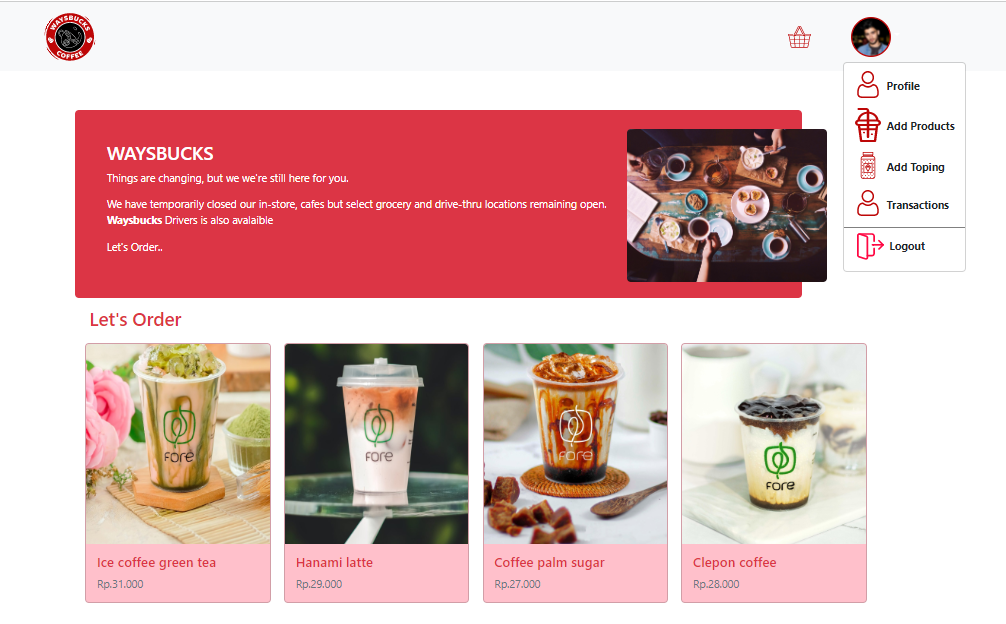 WAYSBUCKS
COFFEE
Profile
Add Products
Add Toping
Transactions
Logout
WAYSBUCKS
Things are changing, but we we're still here for you.
We have temporarily closed our in-store, cafes but select grocery and drive-thru locations remaining open.
Waysbucks Drivers is also avalaible
Let's Order..
Let's Order
FORE
FORE
FORE
FORE
Ice coffee green tea
Rp.31.000
Hanami latte
Rp.29.000
Coffee palm sugar
Rp.27.000
Clepon coffee
Rp.28.000